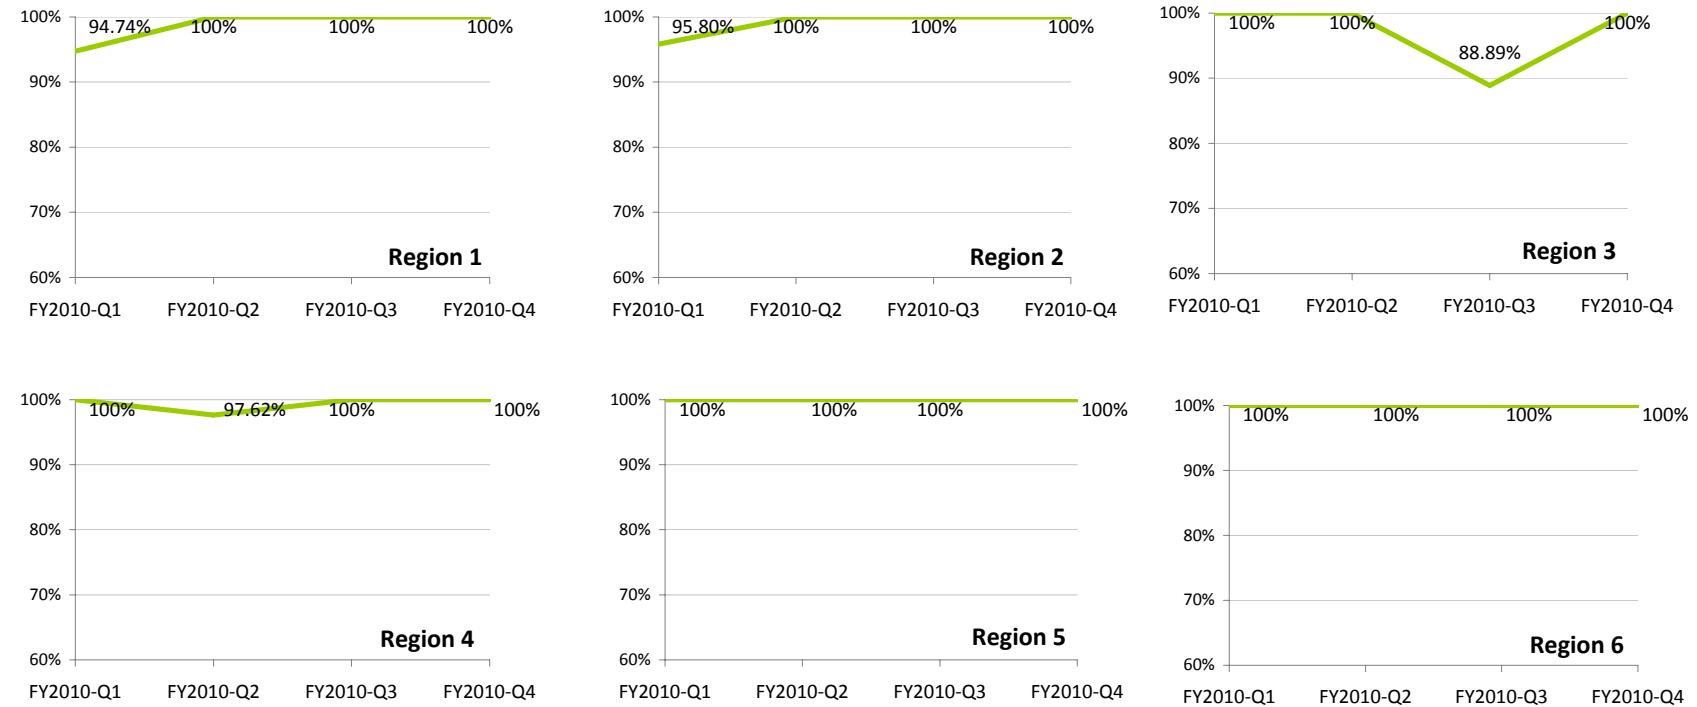 100%
94.74% 100% 100% 100%
90%
80%
70%
Region 1
60%
FY2010-Q1 FY2010-Q2 FY2010-Q3 FY2010-Q4
100%
95.80% 100% 100% 100%
90%
80%
70%
Region 2
60%
FY2010-Q1 FY2010-Q2 FY2010-Q3 FY2010-Q4
100%
100% 100% 100%
88.89%
90%
80%
70%
Region 3
60%
FY2010-Q1 FY2010-Q2 FY2010-Q3 FY2010-Q4
100%
100% 97.62% 100% 100%
90%
80%
70%
Region 4
60%
FY2010-Q1 FY2010-Q2 FY2010-Q3 FY2010-Q4
100%
100% 100% 100% 100%
90%
80%
70%
Region 5
60%
FY2010-Q1 FY2010-Q2 FY2010-Q3 FY2010-Q4
100%
100% 100% 100% 100%
90%
80%
70%
Region 6
60%
FY2010-Q1 FY2010-Q2 FY2010-Q3 FY2010-Q4